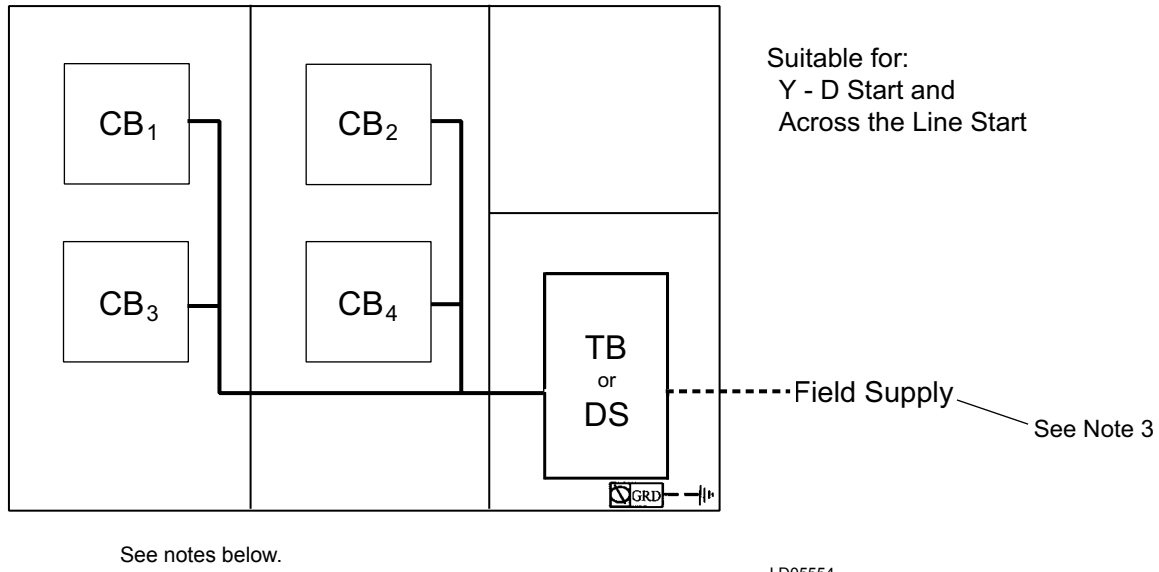 Suitable for:
Y - D Start and
Across the Line Start
CB1
CB2
CB3
CB4
TB
or
DS
Field Supply
See Note 3
GRD
See notes below.
LD05554